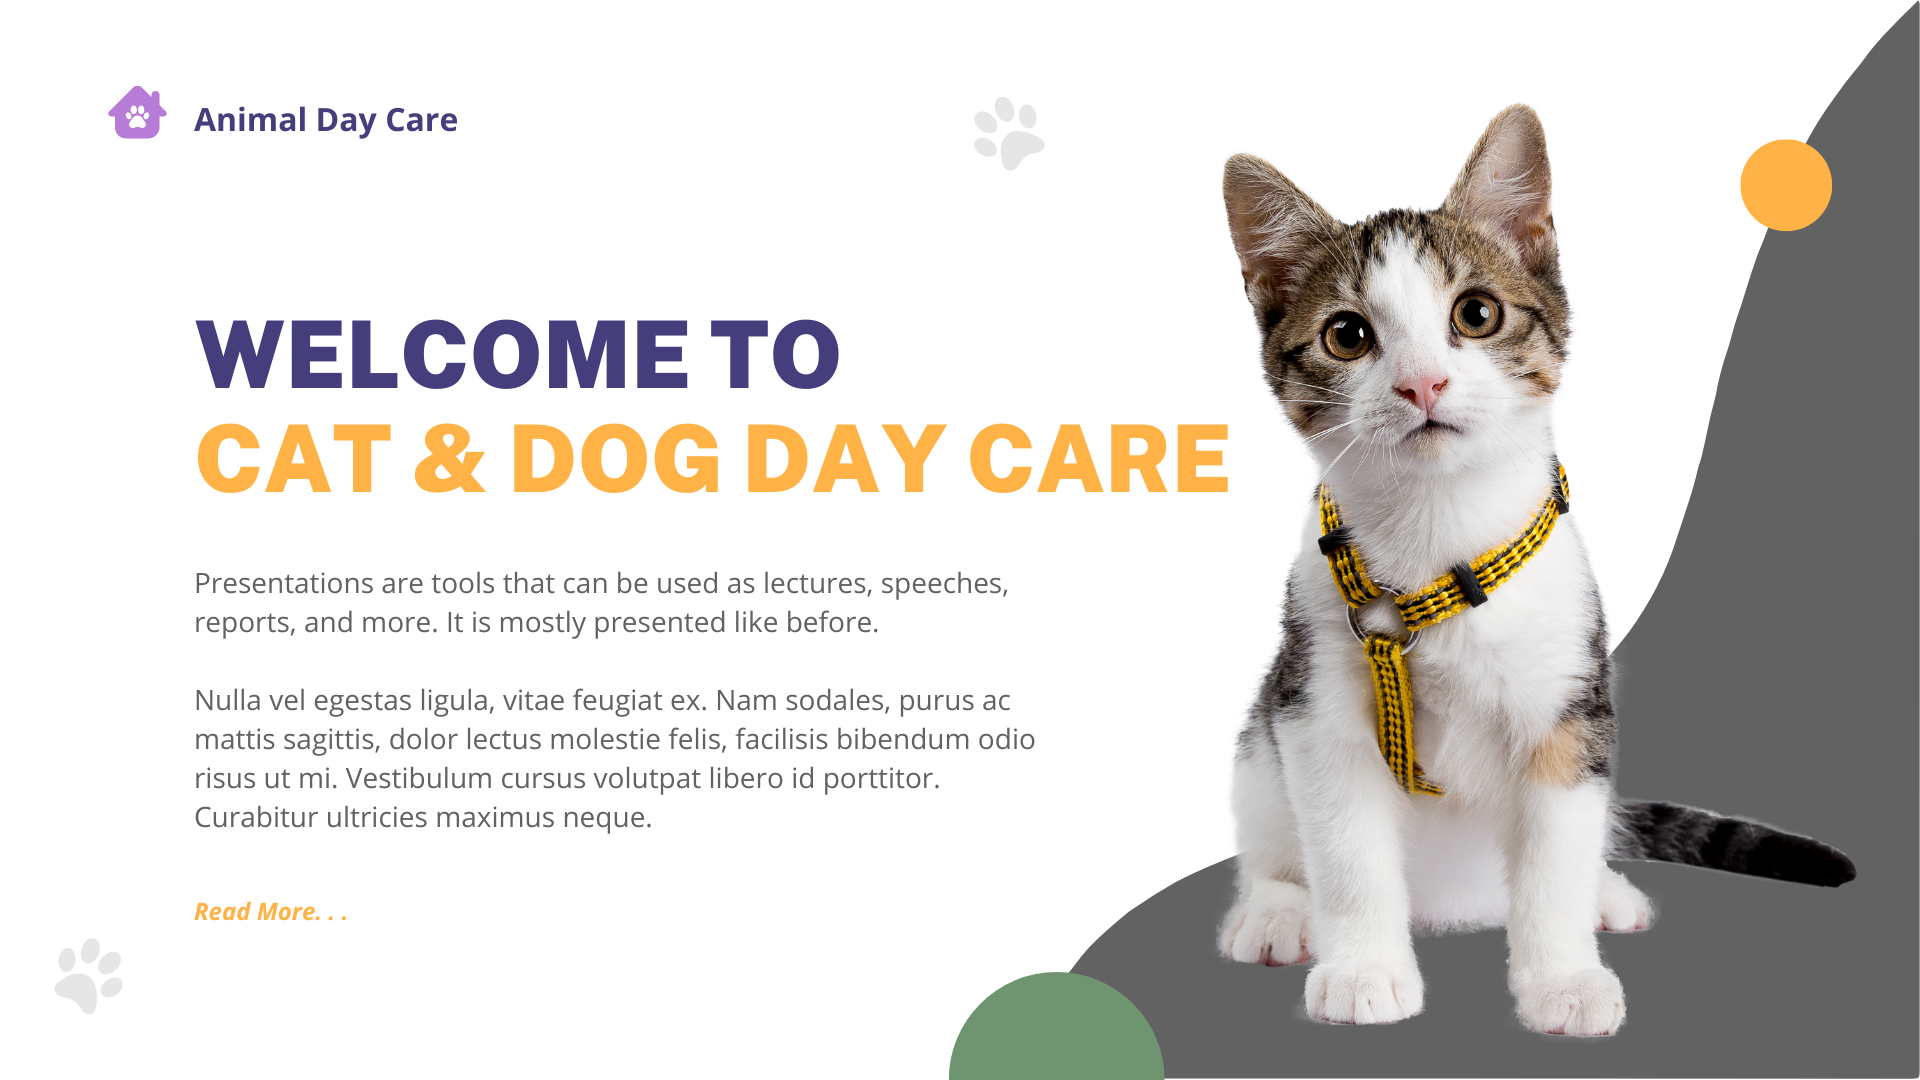 Animal Day Care
WELCOME TO
CAT & DOG DAY CARE
Presentations are tools that can be used as lectures, speeches,
reports, and more. It is mostly presented like before.
Nulla vel egestas ligula, vitae feugiat ex. Nam sodales, purus ac
mattis sagittis, dolor lectus molestie felis, facilisis bibendum odio
risus ut mi. Vestibulum cursus volutpat libero id porttitor.
Curabitur ultricies maximus neque.
Read More. . .